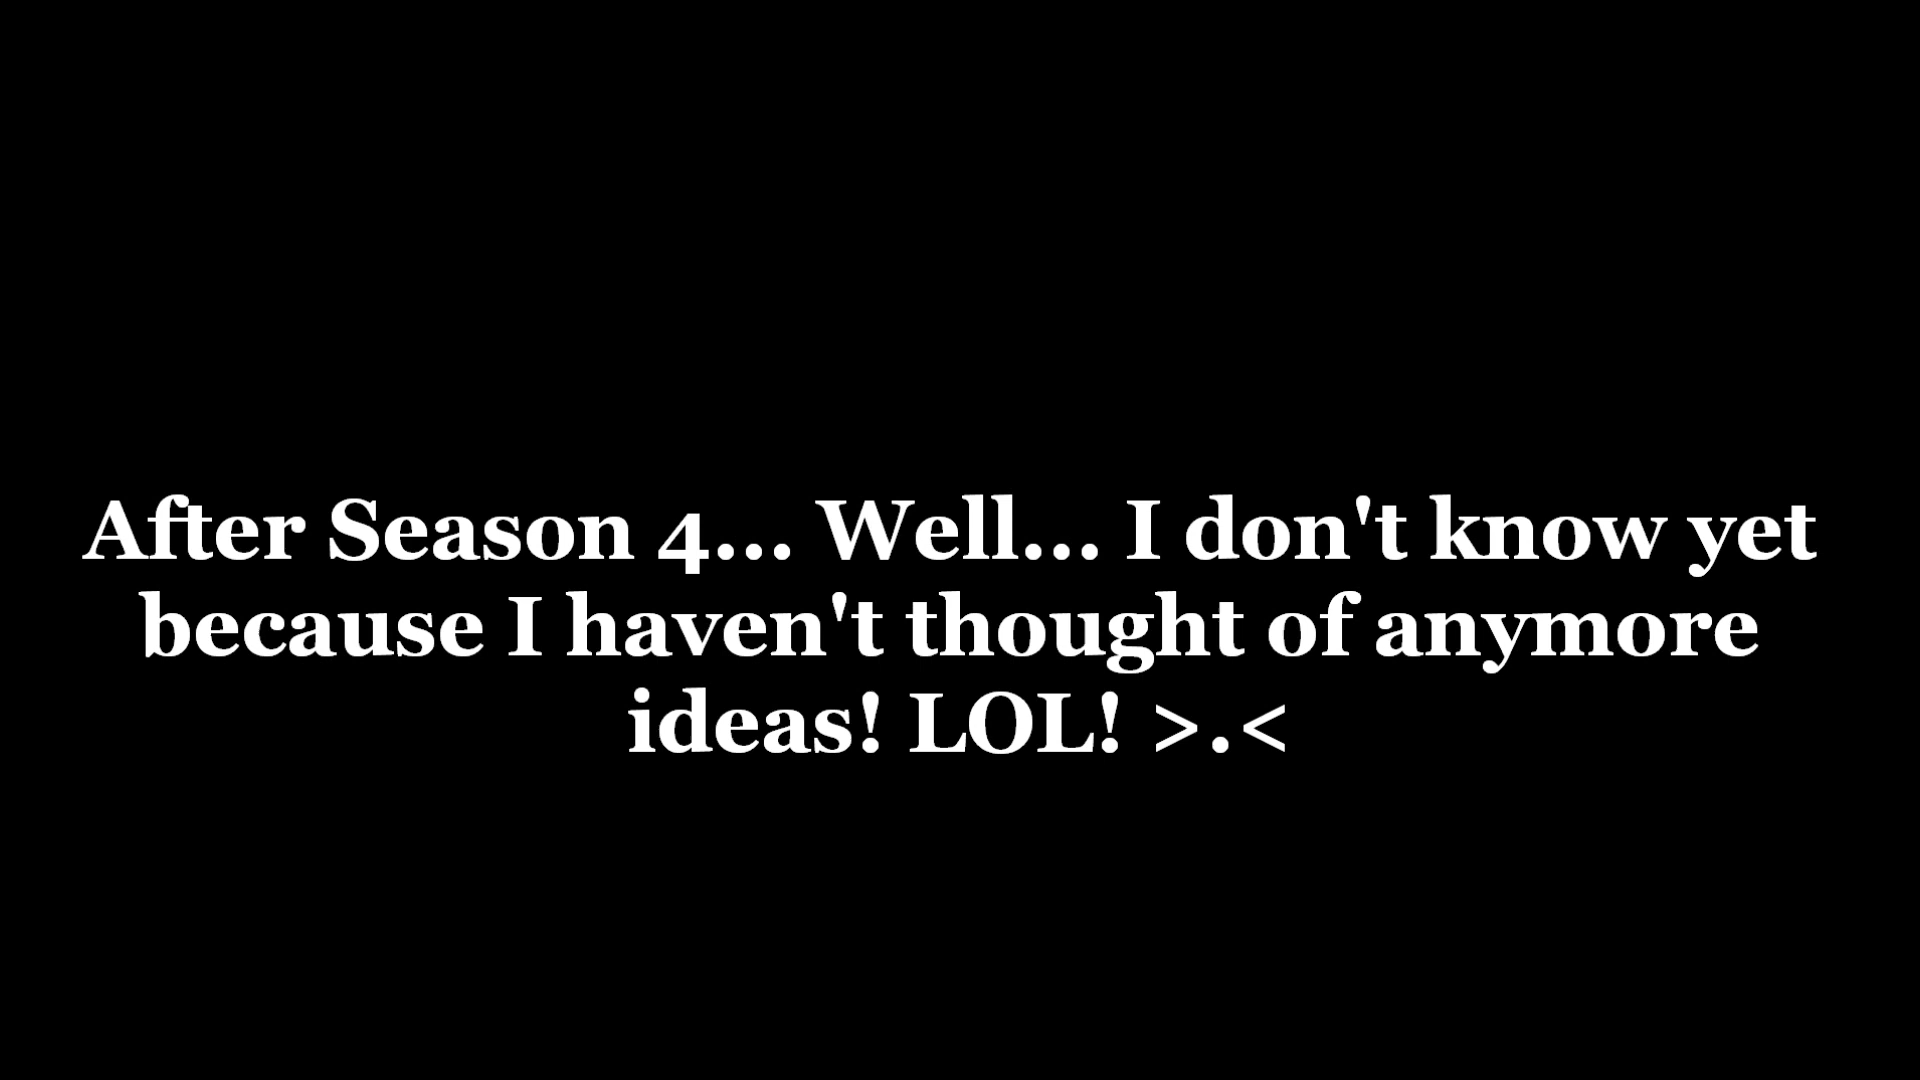 After Season 4... Well... I don't know yet
because I haven't thought of anymore
ideas! LOL! >.<